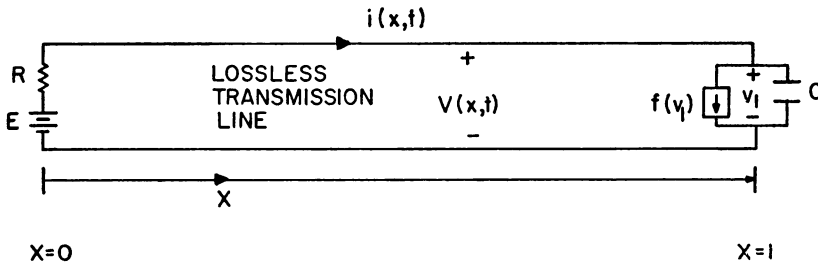 i(x,t)
R
LOSSLESS
TRANSMISSION
LINE
E
+
V(x,t)
−
f(v₁)
+
v₁
−
C
X
X=0
X=1